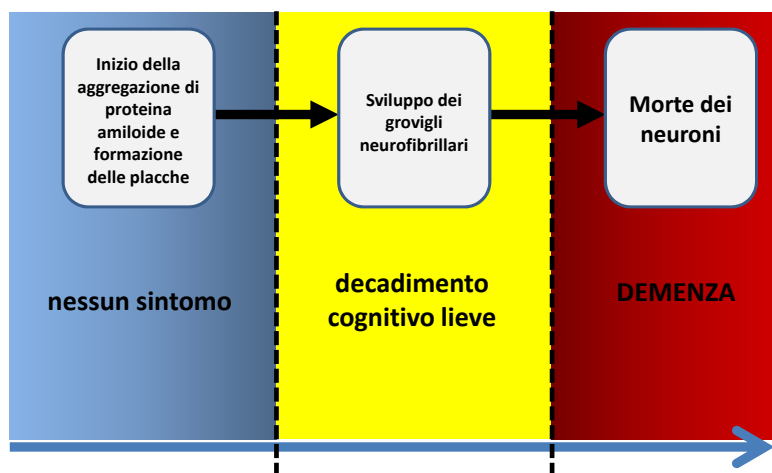 Inizio della
aggregazione di
proteina
amiloide e
formazione
delle placche
Sviluppo dei
grovigli
neurofibrillari
Morte dei
neuroni
nessun sintomo
decadimento
cognitivo lieve
DEMENZA